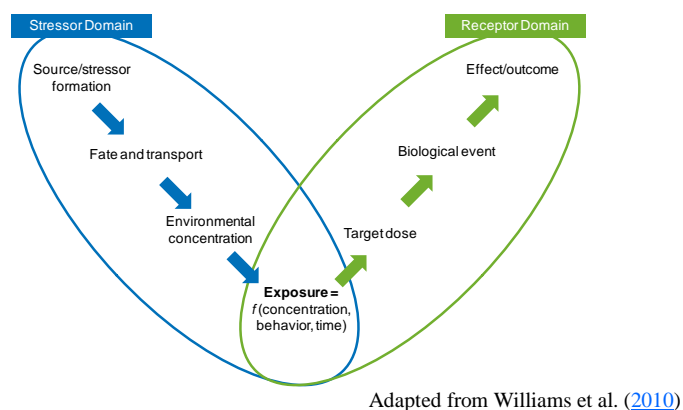 Stressor Domain
Receptor Domain
Source/stressor
formation
Effect/outcome
Fate and transport
Biological event
Environmental
concentration
Target dose
Exposure =
f (concentration,
behavior, time)
Adapted from Williams et al. (2010)